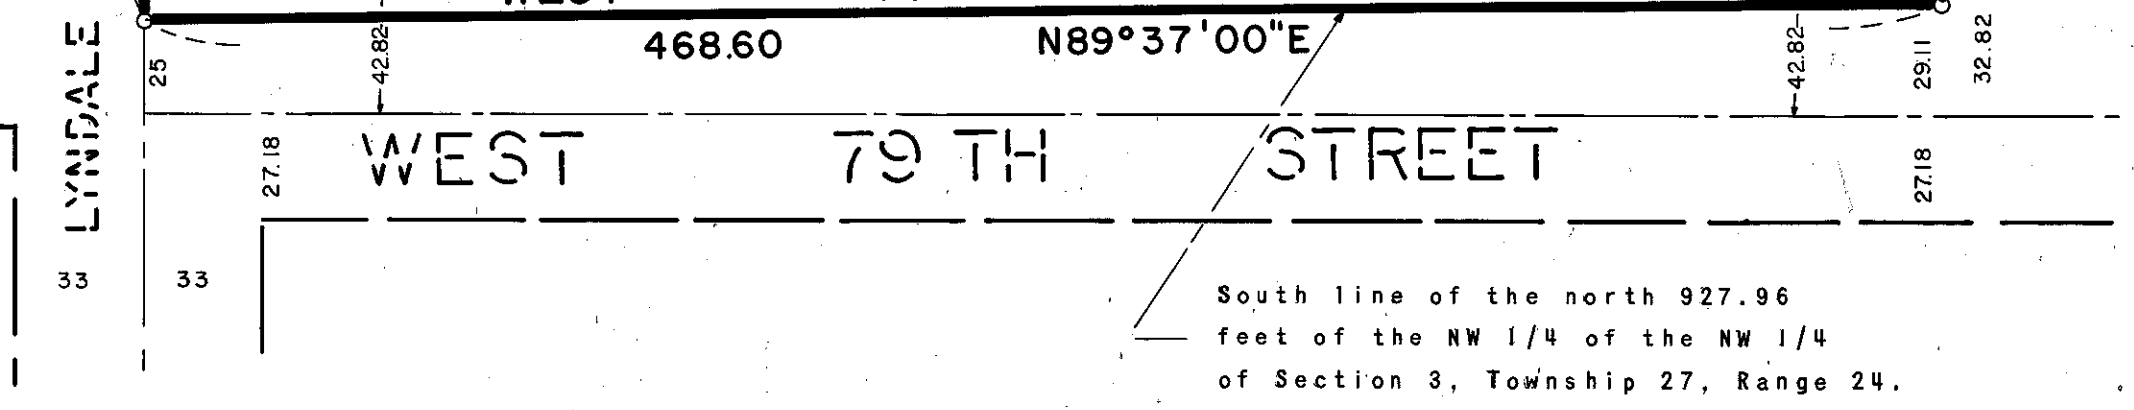 468.60
N89°37'00"E
LYNDALE
25
42.82
42.82
29.11
32.82
27.18
WEST 79TH STREET
27.18
33
33
South line of the north 927.96
feet of the NW 1/4 of the NW 1/4
of Section 3, Township 27, Range 24.